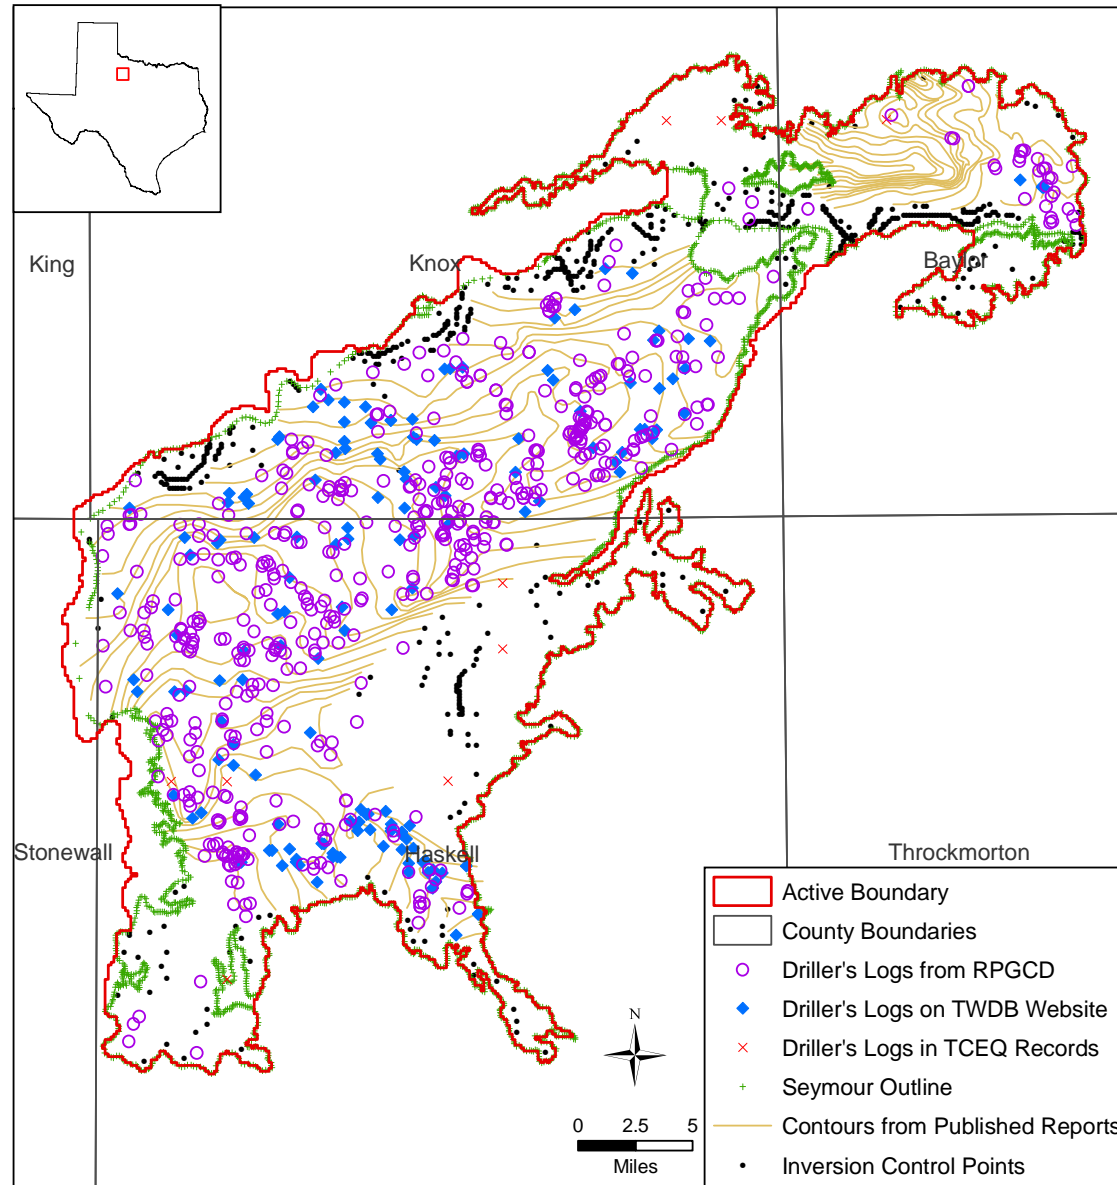 King
Knox
Baylor
Stonewall
Haskell
Throckmorton
Active Boundary
County Boundaries
Driller's Logs from RPGCD
Driller's Logs on TWDB Website
Driller's Logs in TCEQ Records
Seymour Outline
Contours from Published Reports
Inversion Control Points
N
0 2.5 5
Miles